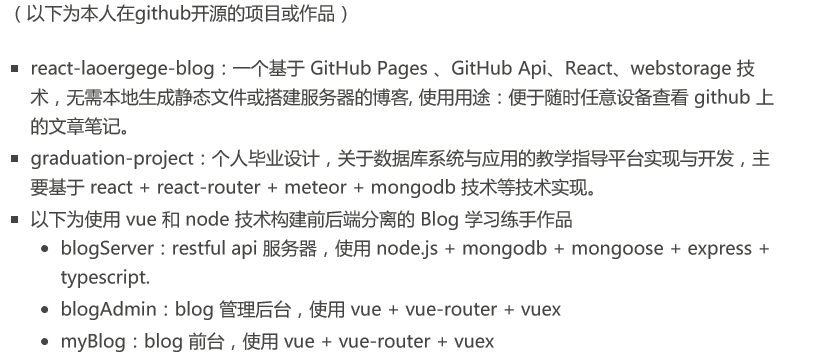 （以下为本人在github开源的项目或作品）
▪ react-laoergege-blog：一个基于 GitHub Pages 、GitHub Api、React、webstorage 技
术，无需本地生成静态文件或搭建服务器的博客, 使用用途：便于随时任意设备查看 github 上
的文章笔记。
▪ graduation-project：个人毕业设计，关于数据库系统与应用的教学指导平台实现与开发，主
要基于 react + react-router + meteor + mongodb 技术等技术实现。
▪ 以下为使用 vue 和 node 技术构建前后端分离的 Blog 学习练手作品
• blogServer：restful api 服务器，使用 node.js + mongodb + mongoose + express +
typescript.
• blogAdmin：blog 管理后台，使用 vue + vue-router + vuex
• myBlog：blog 前台，使用 vue + vue-router + vuex